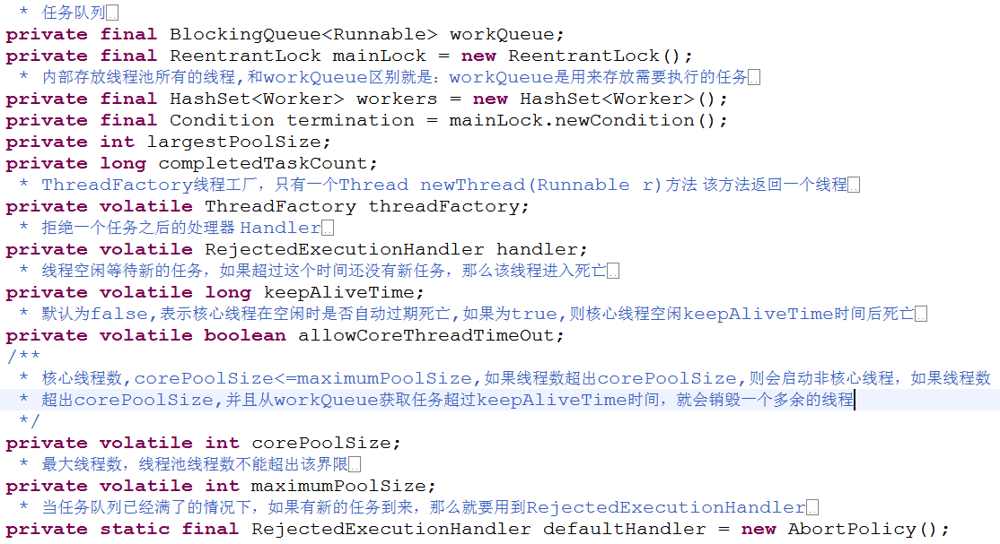 * 任务队列
private final BlockingQueue<Runnable> workQueue;
private final ReentrantLock mainLock = new ReentrantLock();
* 内部存放线程池所有的线程,和workQueue区别就是：workQueue是用来存放需要执行的任务
private final HashSet<Worker> workers = new HashSet<Worker>();
private final Condition termination = mainLock.newCondition();
private int largestPoolSize;
private long completedTaskCount;
* ThreadFactory线程工厂，只有一个Thread newThread(Runnable r)方法 该方法返回一个线程
private volatile ThreadFactory threadFactory;
* 拒绝一个任务之后的处理器 Handler
private volatile RejectedExecutionHandler handler;
* 线程空闲等待新的任务，如果超过这个时间还没有新任务，那么该线程进入死亡
private volatile long keepAliveTime;
* 默认为false,表示核心线程在空闲时是否自动过期死亡,如果为true,则核心线程空闲keepAliveTime时间后死亡
private volatile boolean allowCoreThreadTimeOut;
/**
* 核心线程数,corePoolSize<=maximumPoolSize,如果线程数超出corePoolSize,则会启动非核心线程，如果线程数
* 超出corePoolSize,并且从workQueue获取任务超过keepAliveTime时间，就会销毁一个多余的线程
*/
private volatile int corePoolSize;
* 最大线程数，线程池线程数不能超出该界限
private volatile int maximumPoolSize;
* 当任务队列已经满了的情况下，如果有新的任务到来，那么就要用到RejectedExecutionHandler
private static final RejectedExecutionHandler defaultHandler = new AbortPolicy();